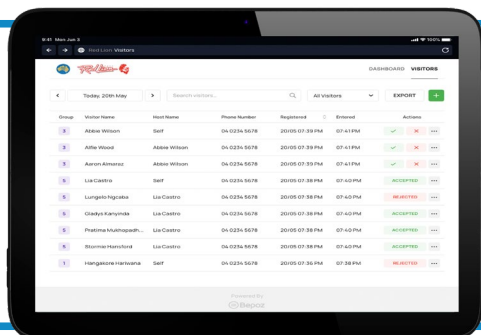 9:41 Mon Jun 3 100%
Red Lion Visitors
Red Lion DASHBOARD VISITORS
Today, 20th May Search visitors... All Visitors EXPORT +
Group Visitor Name Host Name Phone Number Registered Entered Actions
3 Abbie Wilson Self 04 0234 5678 20/05 07:39 PM 07:41 PM
3 Alfie Wood Abbie Wilson 04 0234 5678 20/05 07:39 PM 07:41 PM
3 Aaron Almaraz Abbie Wilson 04 0234 5678 20/05 07:39 PM 07:41 PM
5 Lia Castro Self 04 0234 5678 20/05 07:38 PM 07:40 PM ACCEPTED
5 Lungelo Ngcaba Lia Castro 04 0234 5678 20/05 07:38 PM 07:40 PM REJECTED
5 Gladys Kanyinda Lia Castro 04 0234 5678 20/05 07:38 PM 07:40 PM ACCEPTED
5 Pratima Mukhopadh... Lia Castro 04 0234 5678 20/05 07:38 PM 07:40 PM ACCEPTED
5 Stormie Hansford Lia Castro 04 0234 5678 20/05 07:38 PM 07:40 PM ACCEPTED
1 Hangakore Hariwana Self 04 0234 5678 20/05 07:36 PM 07:38 PM REJECTED
Powered By
Bepoz